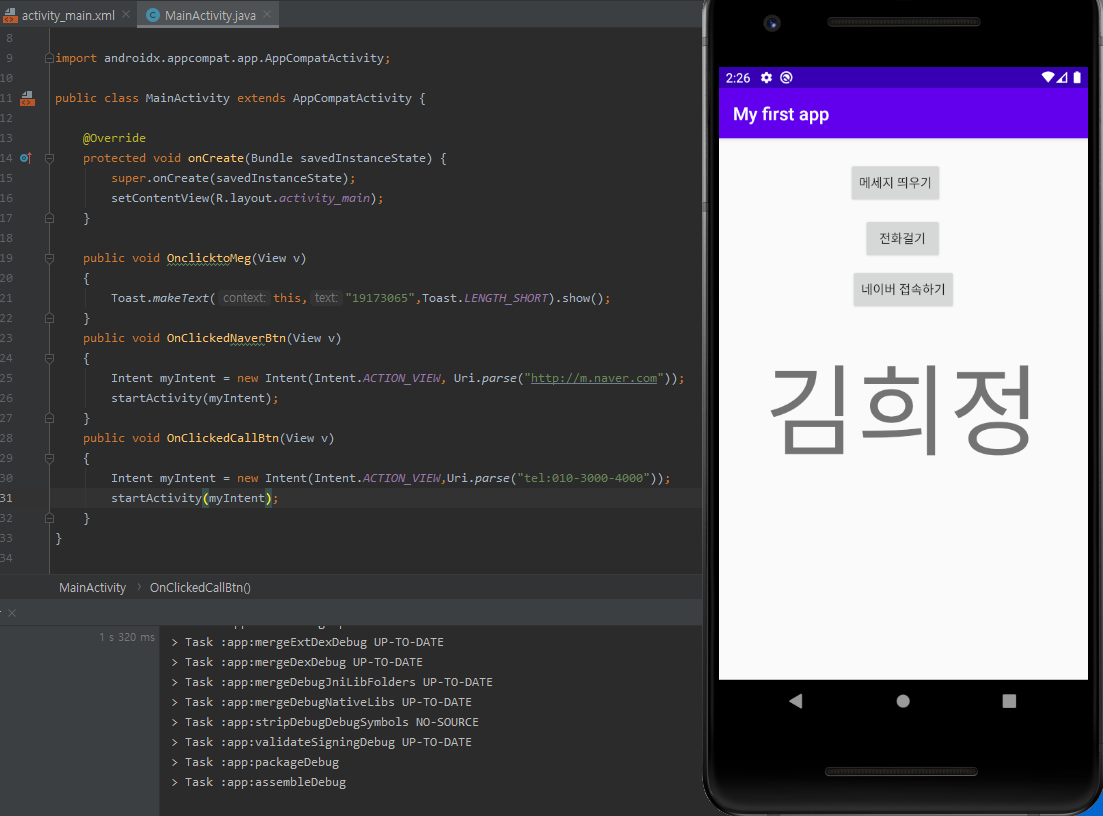 activity_main.xml × MainActivity.java ×
8
9 import androidx.appcompat.app.AppCompatActivity;
10
11 public class MainActivity extends AppCompatActivity {
12
13 @Override
14 protected void onCreate(Bundle savedInstanceState) {
15 super.onCreate(savedInstanceState);
16 setContentView(R.layout.activity_main);
17 }
18
19 public void OnclicktoMeg(View v)
20 {
21 Toast.makeText( context: this, text: "19173065",Toast.LENGTH_SHORT).show();
22 }
23 public void OnClickedNaverBtn(View v)
24 {
25 Intent myIntent = new Intent(Intent.ACTION_VIEW, Uri.parse("http://m.naver.com"));
26 startActivity(myIntent);
27 }
28 public void OnClickedCallBtn(View v)
29 {
30 Intent myIntent = new Intent(Intent.ACTION_VIEW,Uri.parse("tel:010-3000-4000"));
31 startActivity(myIntent);
32 }
33 }
34
MainActivity › OnClickedCallBtn()
1 s 320 ms
> Task :app:mergeExtDexDebug UP-TO-DATE
> Task :app:mergeDexDebug UP-TO-DATE
> Task :app:mergeDebugJniLibFolders UP-TO-DATE
> Task :app:mergeDebugNativeLibs UP-TO-DATE
> Task :app:stripDebugDebugSymbols NO-SOURCE
> Task :app:validateSigningDebug UP-TO-DATE
> Task :app:packageDebug
> Task :app:assembleDebug
2:26
My first app
메세지 띄우기
전화걸기
네이버 접속하기
김희정